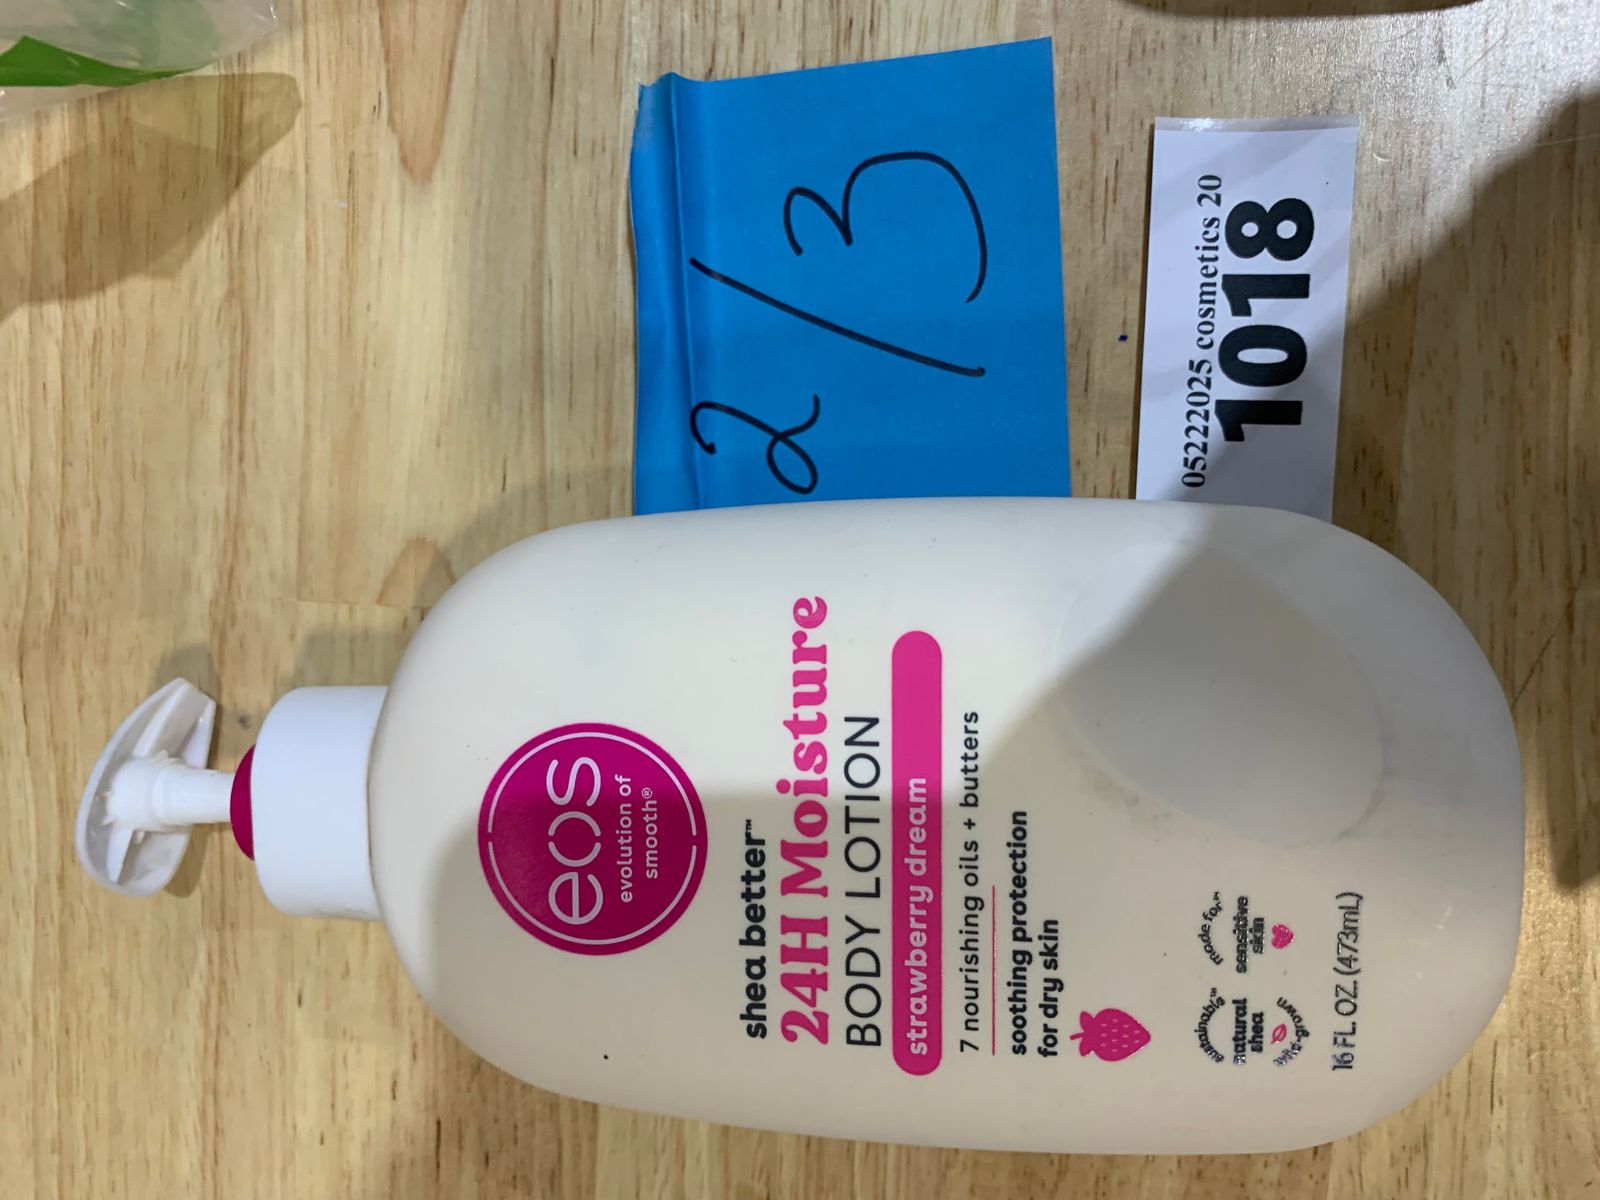 2/3
05222025 cosmetics 20
1018
eos
evolution of
smooth®
shea better™
24H Moisture
BODY LOTION
strawberry dream
7 nourishing oils + butters
soothing protection
for dry skin
sustainable™
natural
shea
made for
sensitive
skin
16 FL. OZ. (473mL)